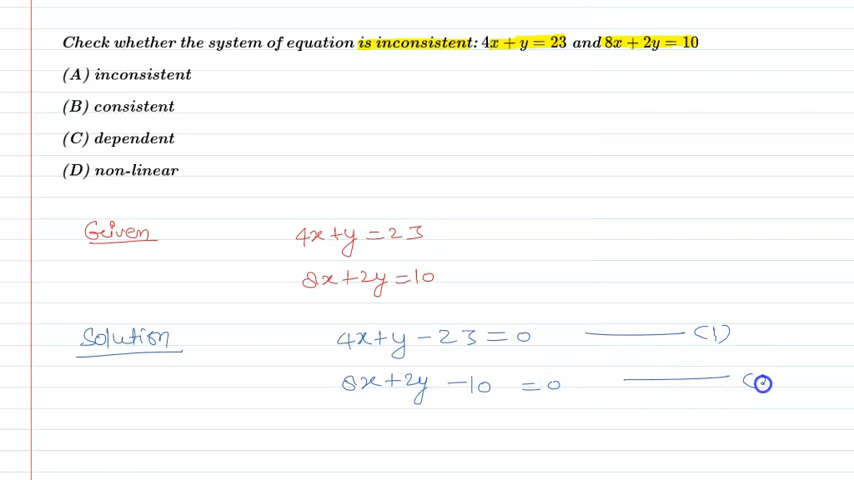 Check whether the system of equation is inconsistent: 4x + y = 23 and 8x + 2y = 10
(A) inconsistent
(B) consistent
(C) dependent
(D) non-linear
Given 4x+y=23
8x+2y=10
Solution 4x+y-23=0 ——— (1)
8x+2y-10=0 ——— (2